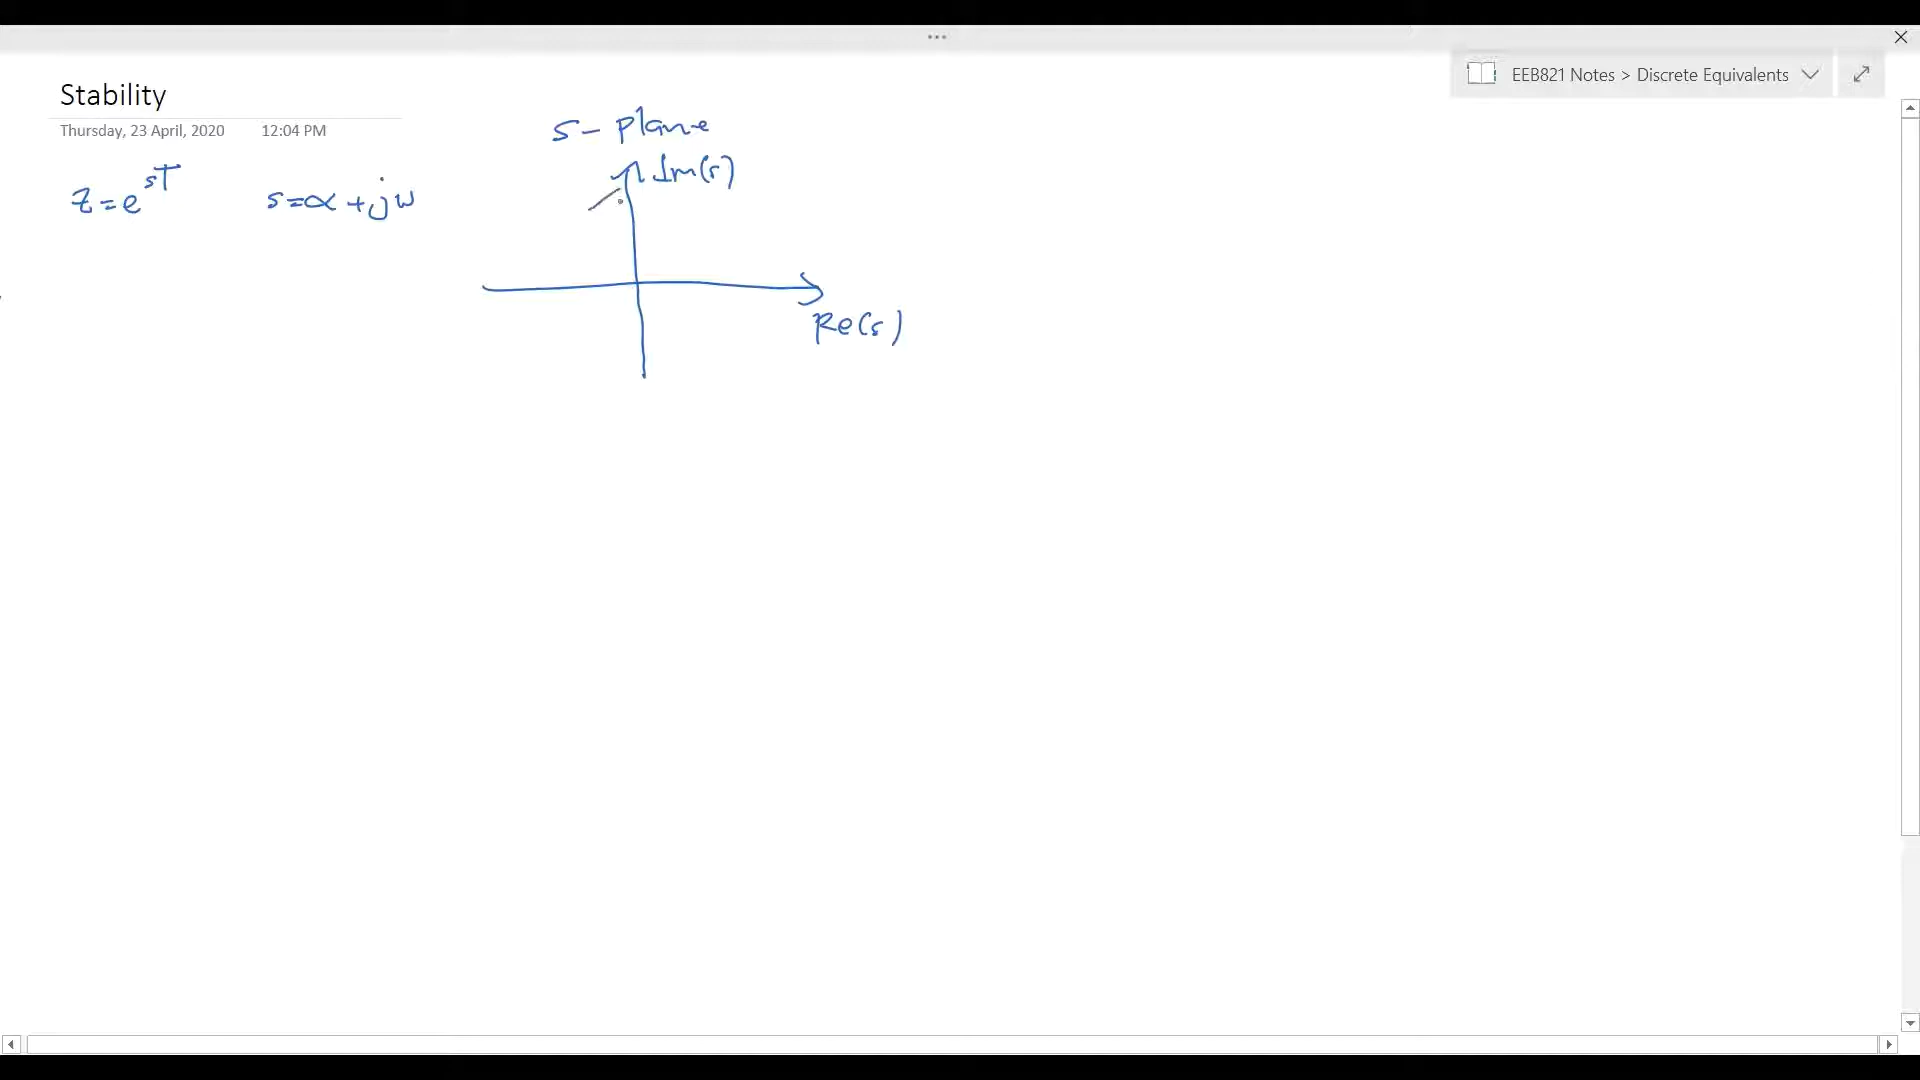 EEB821 Notes > Discrete Equivalents
Stability
Thursday, 23 April, 2020 12:04 PM
s - plane
Im(s)
z = e^sT s = α + jω
Re(s)